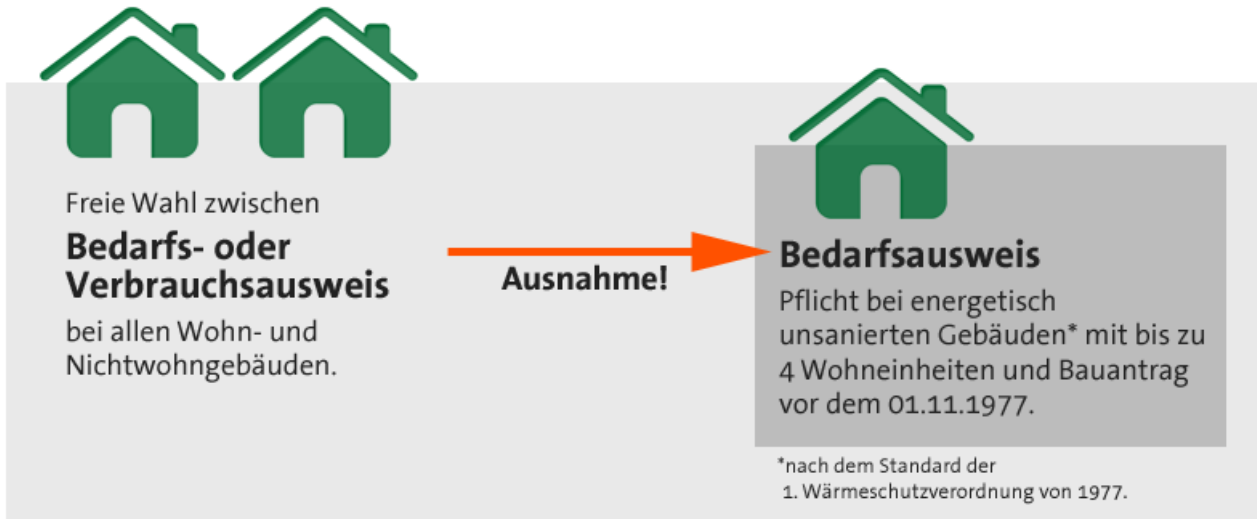 Freie Wahl zwischen
Bedarfs- oder
Verbrauchsausweis
bei allen Wohn- und
Nichtwohngebäuden.
Ausnahme!
Bedarfsausweis
Pflicht bei energetisch
unsanierten Gebäuden* mit bis zu
4 Wohneinheiten und Bauantrag
vor dem 01.11.1977.
*nach dem Standard der
1. Wärmeschutzverordnung von 1977.